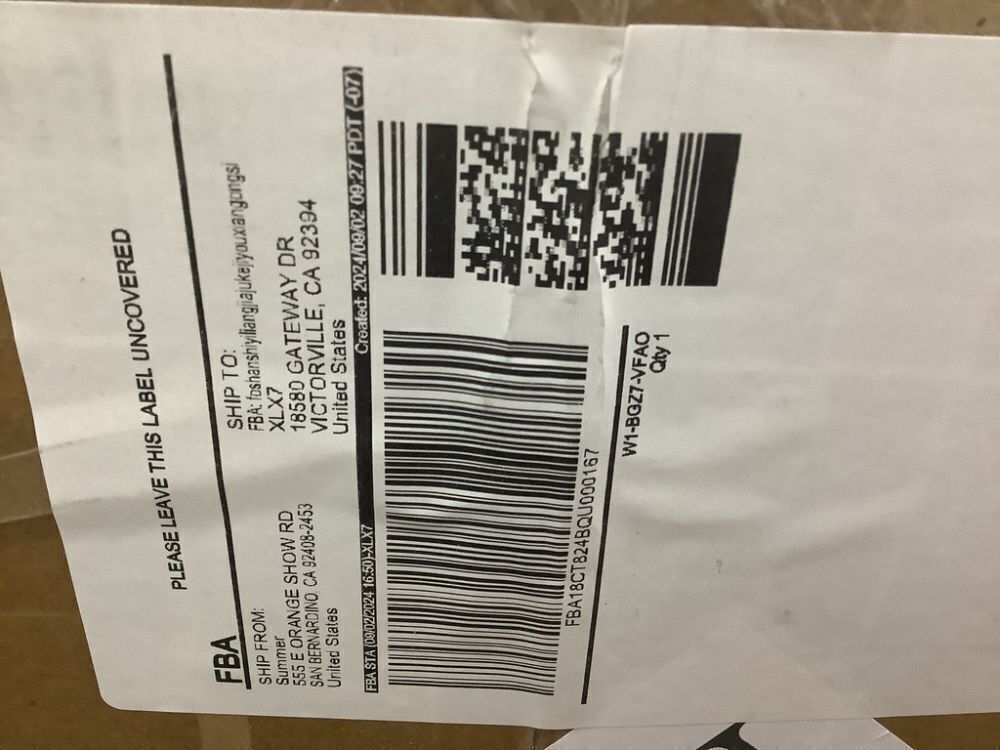 PLEASE LEAVE THIS LABEL UNCOVERED
FBA
SHIP FROM:
Summer
555 E ORANGE SHOW RD
SAN BERNARDINO, CA 92408-2453
United States
SHIP TO:
FBA: foshanshiyiliangjiajukejiyouxiangongsi
XLX7
18580 GATEWAY DR
VICTORVILLE, CA 92394
United States
FBA STA (09/02/2024 16:50)-XLX7
Created: 2024/09/02 09:27 PDT (-07)
FBA18CTB24BQU000167
W1-BGZ7-VFAO
Qty 1